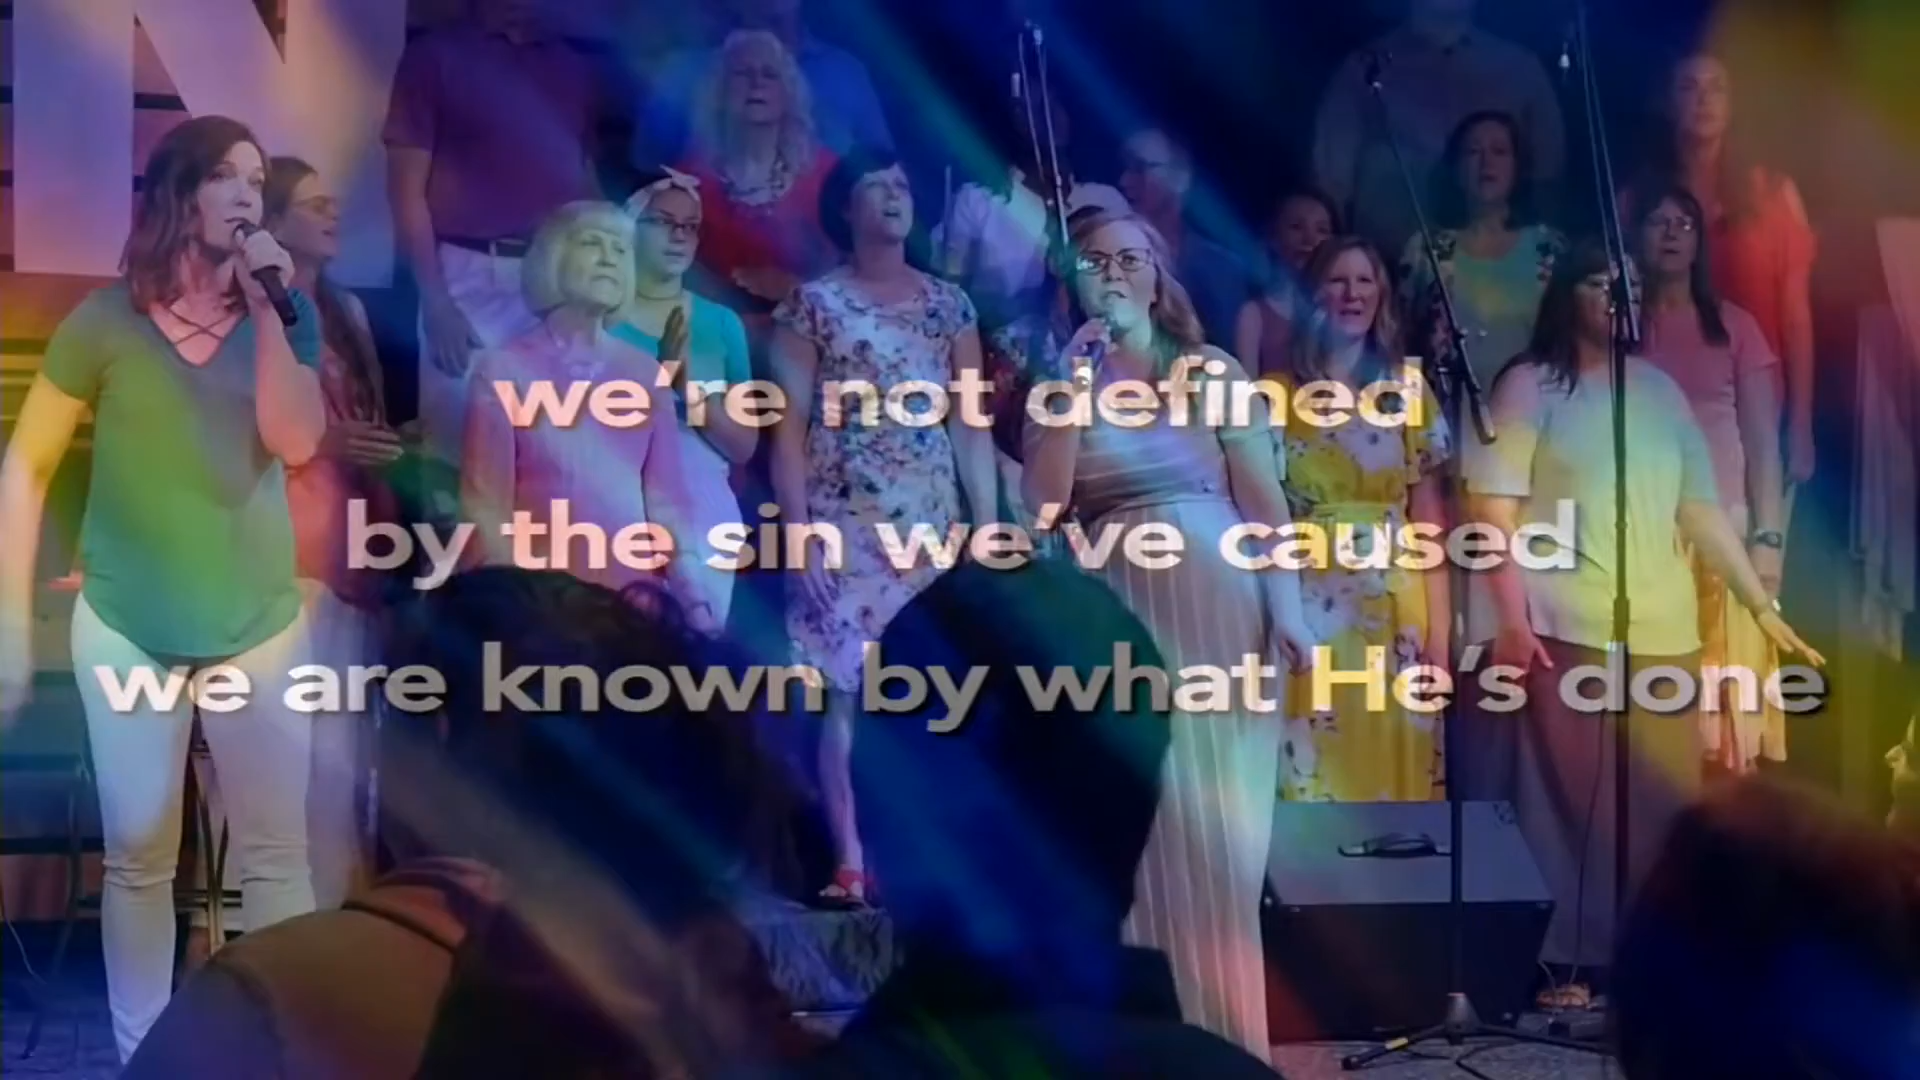 N
we're not defined
by the sin we've caused
we are known by what He's done